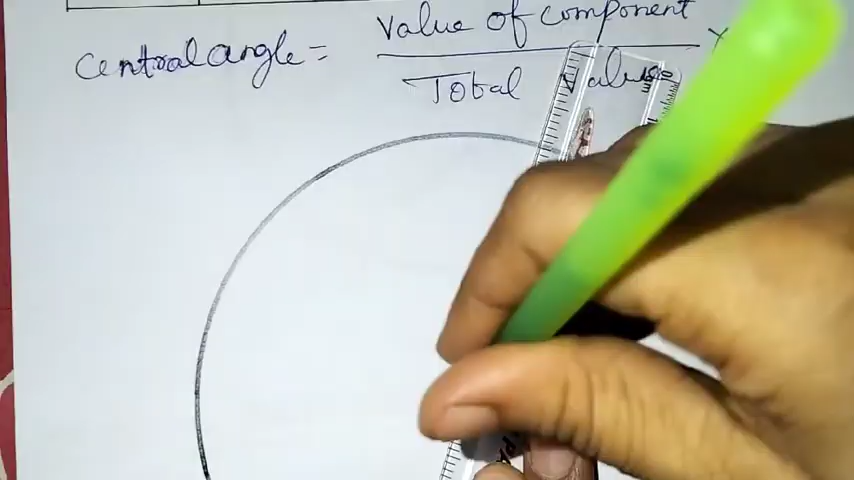 Value of component
Central angle = ×
Total Value